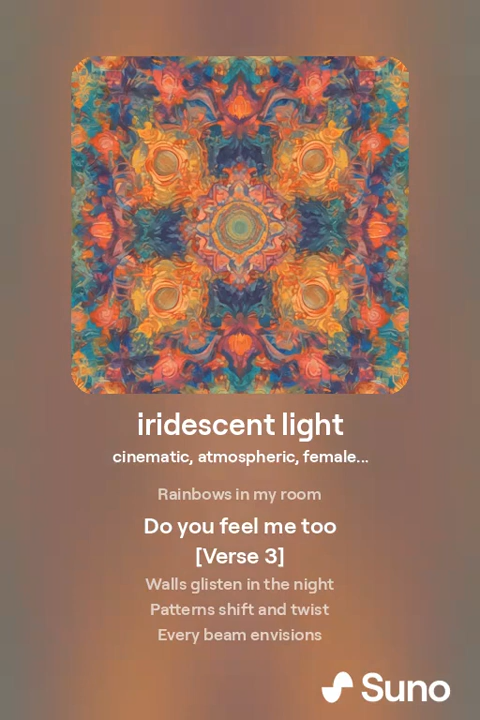 iridescent light
cinematic, atmospheric, female...
Rainbows in my room
Do you feel me too
[Verse 3]
Walls glisten in the night
Patterns shift and twist
Every beam envisions
Suno